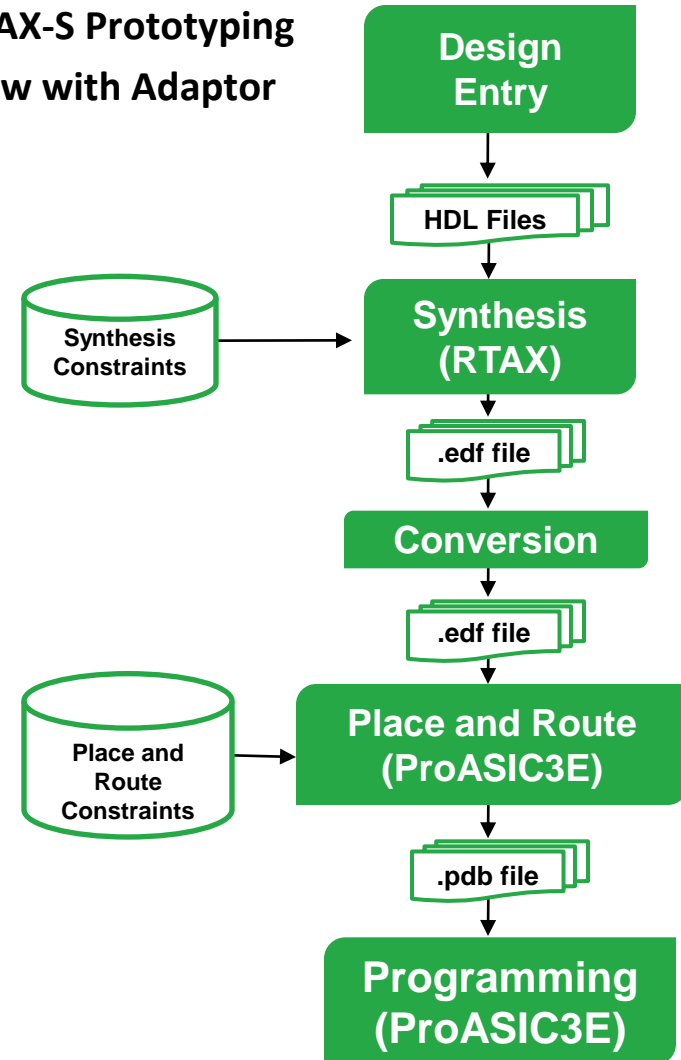 AX-S Prototyping
w with Adaptor
Design
Entry
HDL Files
Synthesis
Constraints
Synthesis
(RTAX)
.edf file
Conversion
.edf file
Place and
Route
Constraints
Place and Route
(ProASIC3E)
.pdb file
Programming
(ProASIC3E)